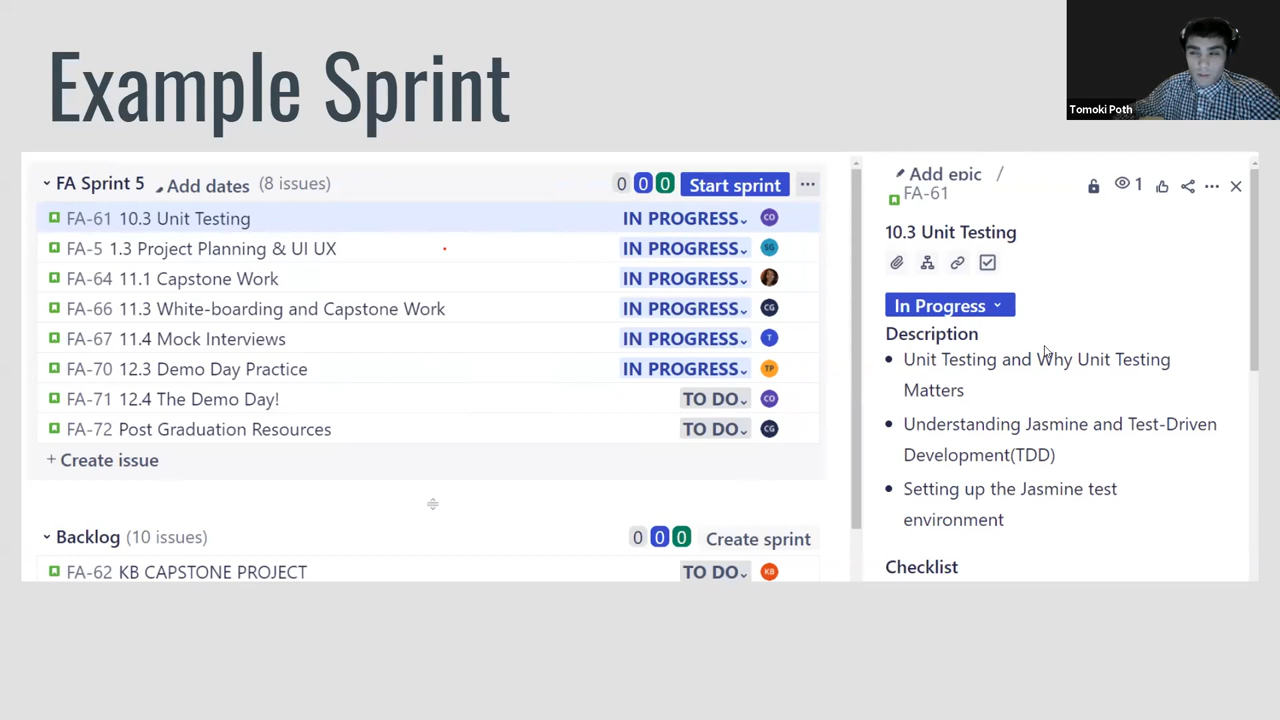 Example Sprint
Tomoki Poth
FA Sprint 5 Add dates (8 issues) 0 0 0 Start sprint ...
FA-61 10.3 Unit Testing IN PROGRESS CO
FA-5 1.3 Project Planning & UI UX IN PROGRESS SG
FA-64 11.1 Capstone Work IN PROGRESS
FA-66 11.3 White-boarding and Capstone Work IN PROGRESS CG
FA-67 11.4 Mock Interviews IN PROGRESS T
FA-70 12.3 Demo Day Practice IN PROGRESS TP
FA-71 12.4 The Demo Day! TO DO CO
FA-72 Post Graduation Resources TO DO CG
+ Create issue
Backlog (10 issues) 0 0 0 Create sprint
FA-62 KB CAPSTONE PROJECT TO DO KB
Add epic /
FA-61
1
10.3 Unit Testing
In Progress
Description
• Unit Testing and Why Unit Testing
Matters
• Understanding Jasmine and Test-Driven
Development(TDD)
• Setting up the Jasmine test
environment
Checklist